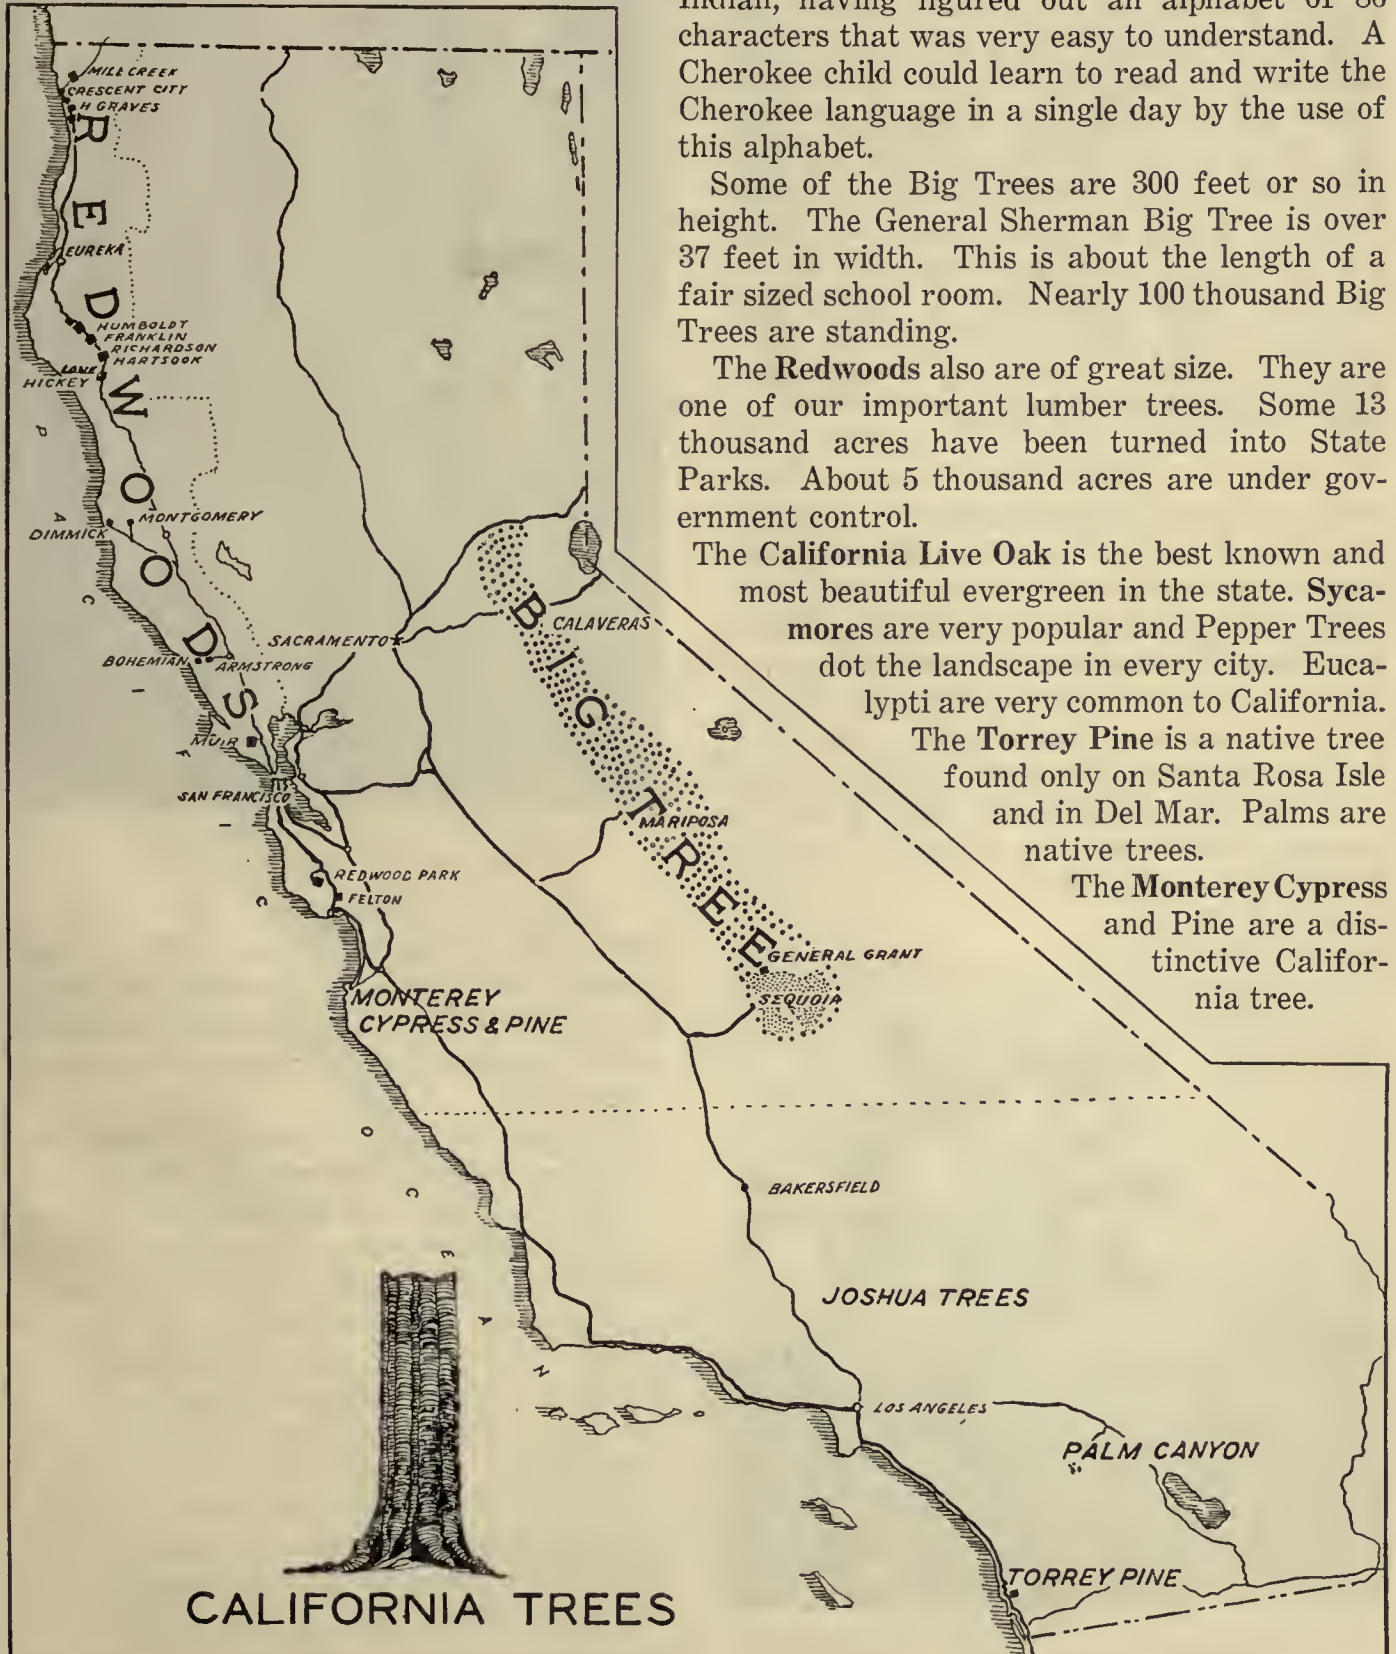 Indian, having figured out an alphabet of 86
characters that was very easy to understand. A
Cherokee child could learn to read and write the
Cherokee language in a single day by the use of
this alphabet.
Some of the Big Trees are 300 feet or so in
height. The General Sherman Big Tree is over
37 feet in width. This is about the length of a
fair sized school room. Nearly 100 thousand Big
Trees are standing.
The Redwoods also are of great size. They are
one of our important lumber trees. Some 13
thousand acres have been turned into State
Parks. About 5 thousand acres are under gov-
ernment control.
The California Live Oak is the best known and
most beautiful evergreen in the state. Syca-
mores are very popular and Pepper Trees
dot the landscape in every city. Euca-
lypti are very common to California.
The Torrey Pine is a native tree
found only on Santa Rosa Isle
and in Del Mar. Palms are
native trees.
The Monterey Cypress
and Pine are a dis-
tinctive Califor-
nia tree.
MILL CREEK
CRESCENT CITY
H GRAVES
REDWOODS
EUREKA
HUMBOLDT
FRANKLIN
RICHARDSON
HARTSOOK
LANE
HICKEY
MONTGOMERY
DIMMICK
SACRAMENTO
BOHEMIAN
ARMSTRONG
MUIR
SAN FRANCISCO
REDWOOD PARK
FELTON
BIG TREE
CALAVERAS
MARIPOSA
GENERAL GRANT
SEQUOIA
MONTEREY
CYPRESS & PINE
PACIFIC OCEAN
BAKERSFIELD
JOSHUA TREES
LOS ANGELES
PALM CANYON
TORREY PINE
CALIFORNIA TREES